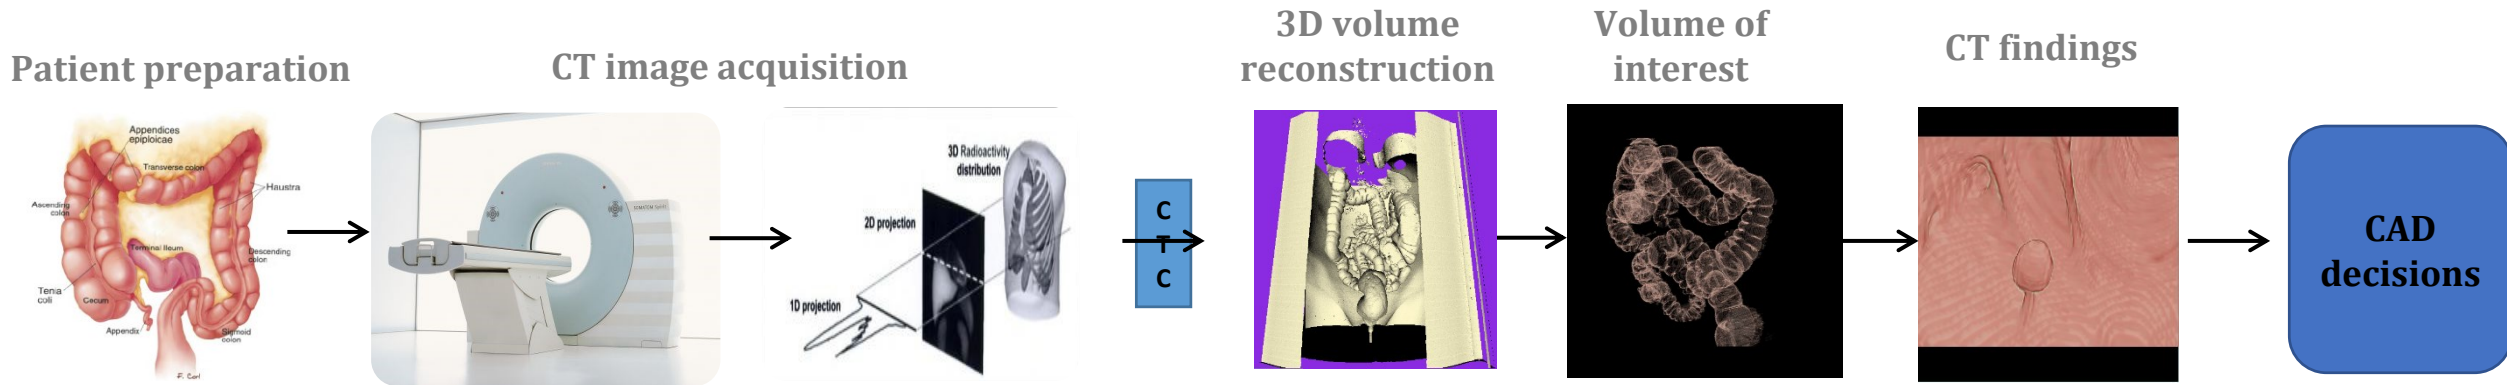 Patient preparation
CT image acquisition
3D volume
reconstruction
Volume of
interest
CT findings
Appendices
epiploicae
Transverse colon
Haustra
Ascending
colon
Terminal Ileum
Descending
colon
Tenia
coli
Cecum
Appendix
Sigmoid
colon
3D Radioactivity
distribution
2D projection
1D projection
C
T
C
CAD
decisions